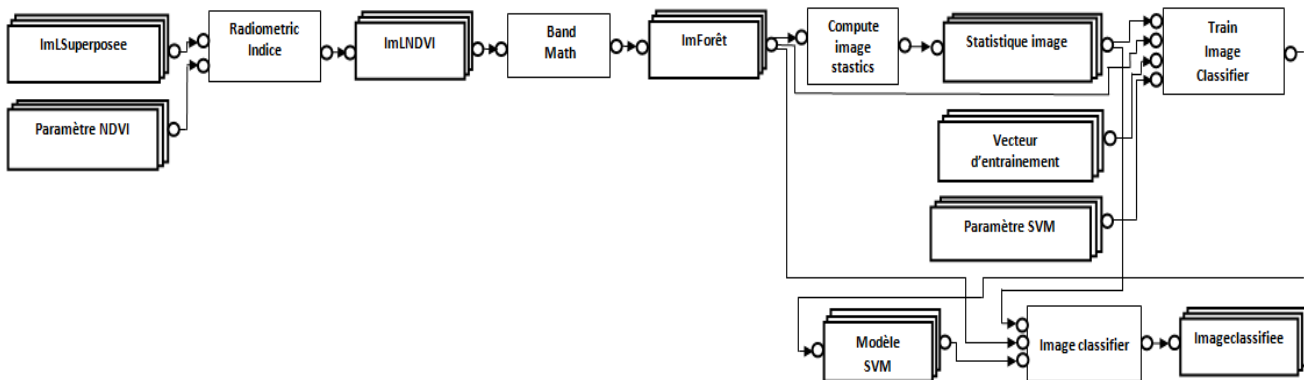 ImLSuperposee
Radiometric
Indice
ImLNDVI
Band
Math
ImForêt
Compute
image
stastics
Statistique image
Train
Image
Classifier
Paramètre NDVI
Vecteur
d'entrainement
Paramètre SVM
Modèle
SVM
Image classifier
Imageclassifiee